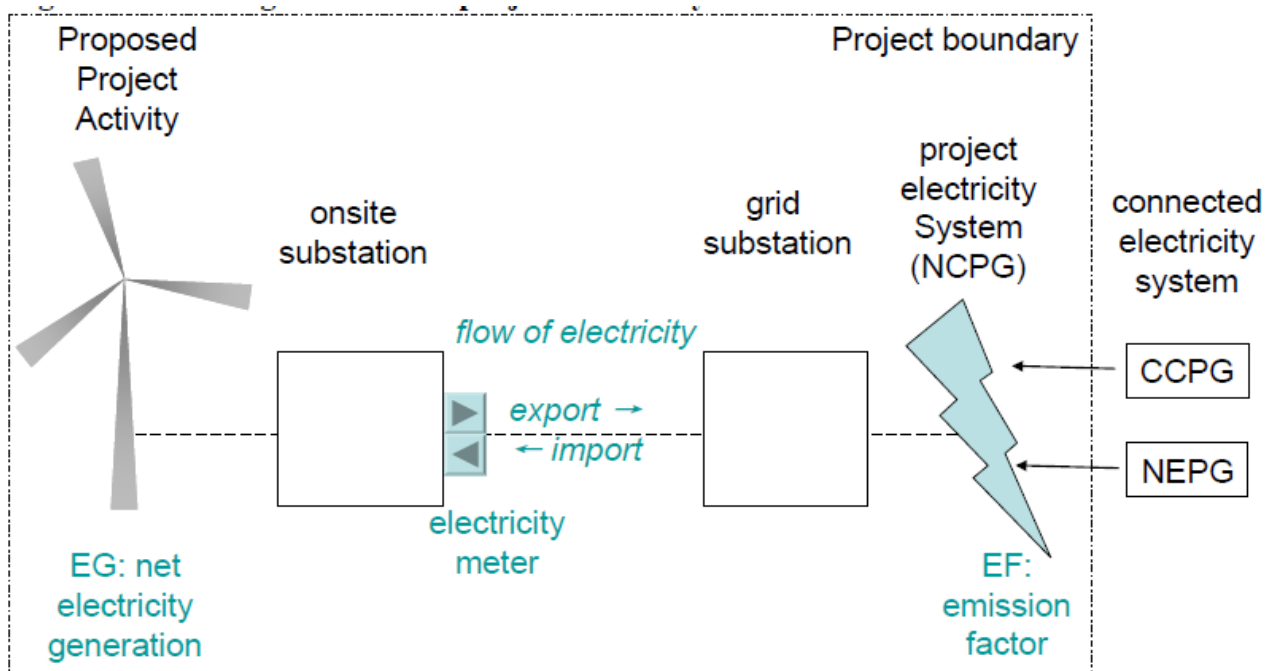 Proposed
Project
Activity
Project boundary
onsite
substation
grid
substation
project
electricity
System
(NCPG)
connected
electricity
system
flow of electricity
export →
← import
electricity
meter
CCPG
NEPG
EG: net
electricity
generation
EF:
emission
factor